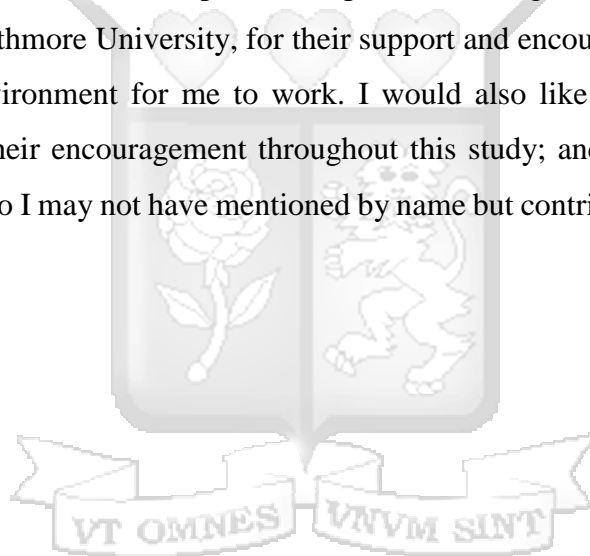 thmore University, for their support and encou
ironment for me to work. I would also like
heir encouragement throughout this study; and
o I may not have mentioned by name but contri
VT OMNES VNVM SINT